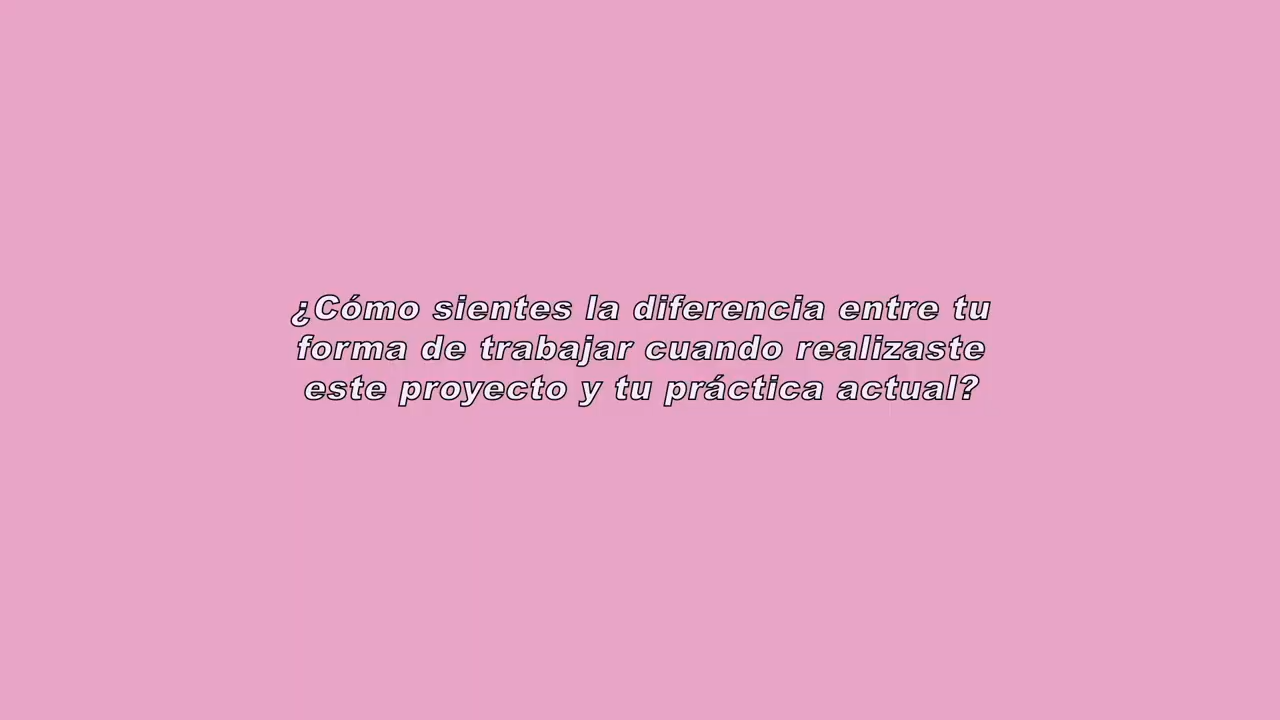 ¿Cómo sientes la diferencia entre tu
forma de trabajar cuando realizaste
este proyecto y tu práctica actual?